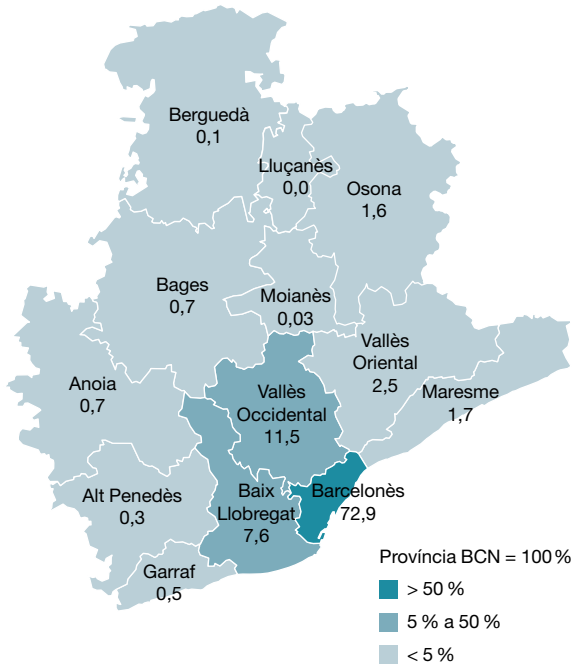 Berguedà
0,1
Lluçanès
0,0
Osona
1,6
Bages
0,7
Moianès
0,03
Vallès
Oriental
2,5
Maresme
1,7
Anoia
0,7
Vallès
Occidental
11,5
Alt Penedès
0,3
Baix
Llobregat
7,6
Barcelonès
72,9
Garraf
0,5
Província BCN = 100 %
> 50 %
5 % a 50 %
< 5 %